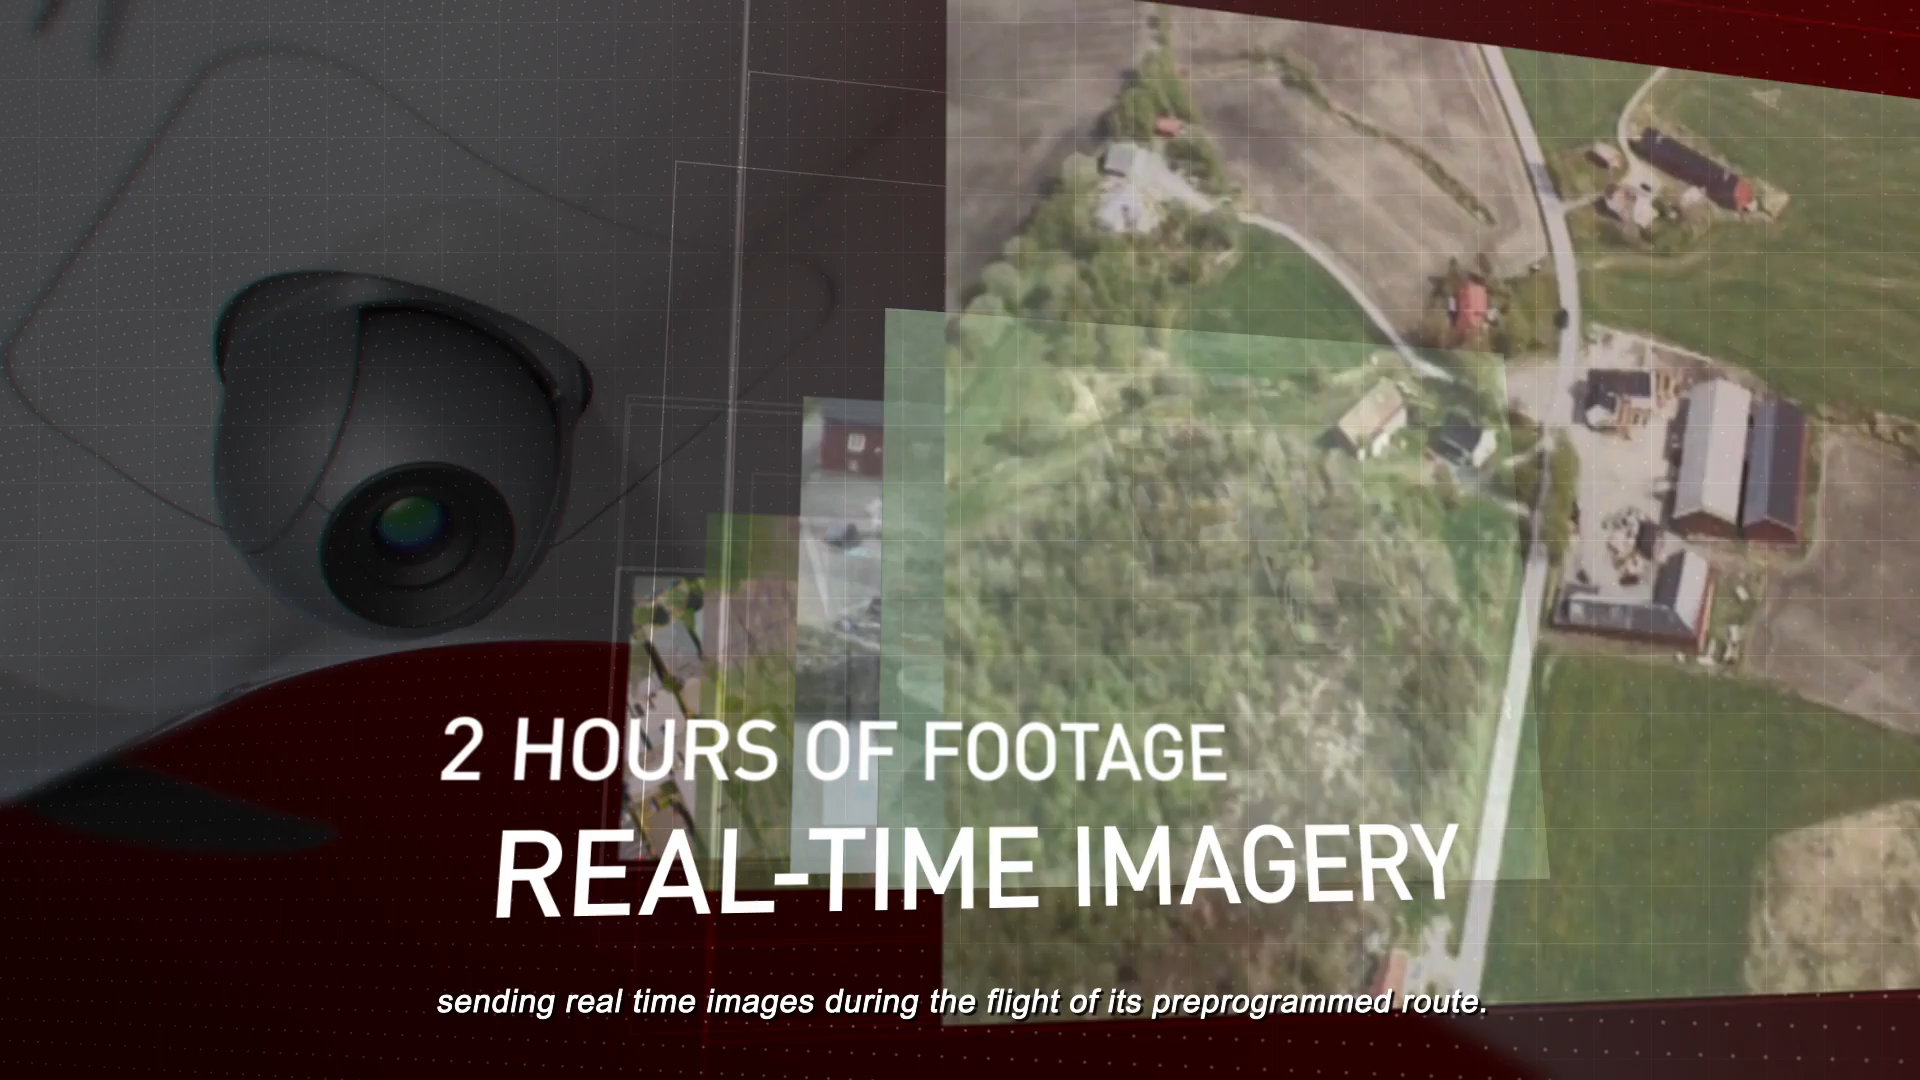 2 HOURS OF FOOTAGE
REAL-TIME IMAGERY
sending real time images during the flight of its preprogrammed route.